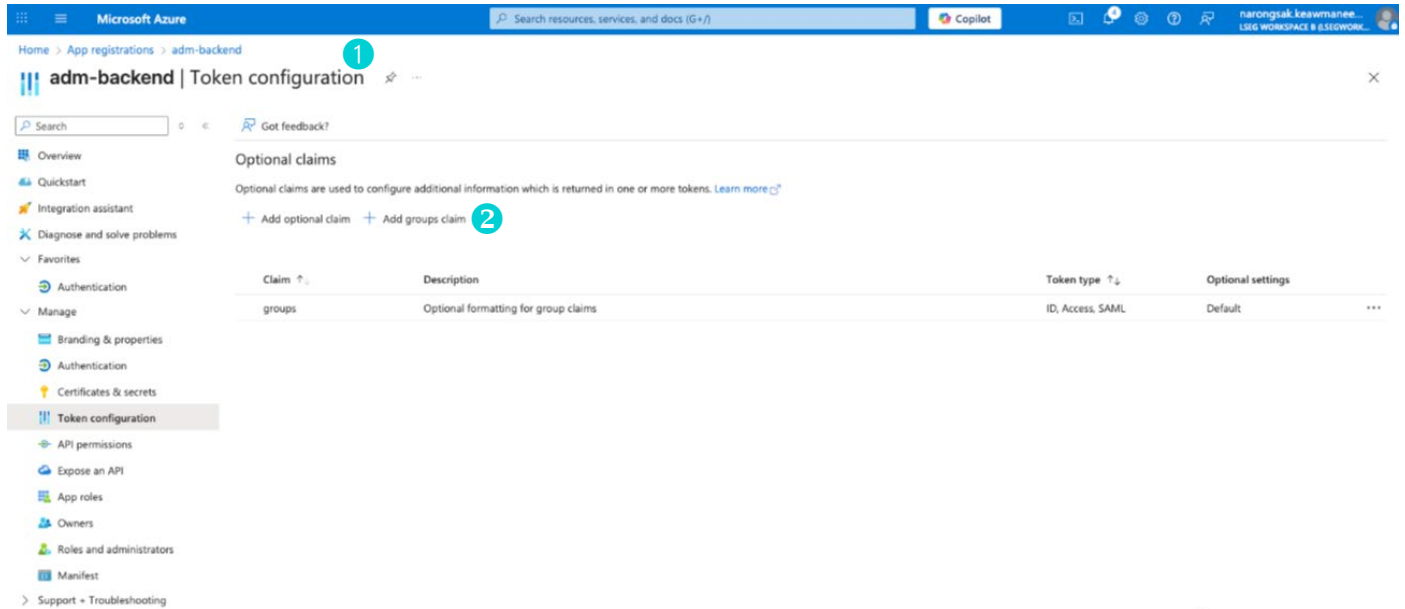 Microsoft Azure
Search resources, services, and docs (G+/)
Copilot
4
narongsak.keawmanee...
LSEG WORKSPACE B (LSEGWORK...
Home > App registrations > adm-backend
1
adm-backend | Token configuration
Search
Got feedback?
Overview
Quickstart
Integration assistant
Diagnose and solve problems
Favorites
Authentication
Manage
Branding & properties
Authentication
Certificates & secrets
Token configuration
API permissions
Expose an API
App roles
Owners
Roles and administrators
Manifest
Support + Troubleshooting
Optional claims
Optional claims are used to configure additional information which is returned in one or more tokens. Learn more
+ Add optional claim + Add groups claim 2
Claim Description Token type Optional settings
groups Optional formatting for group claims ID, Access, SAML Default